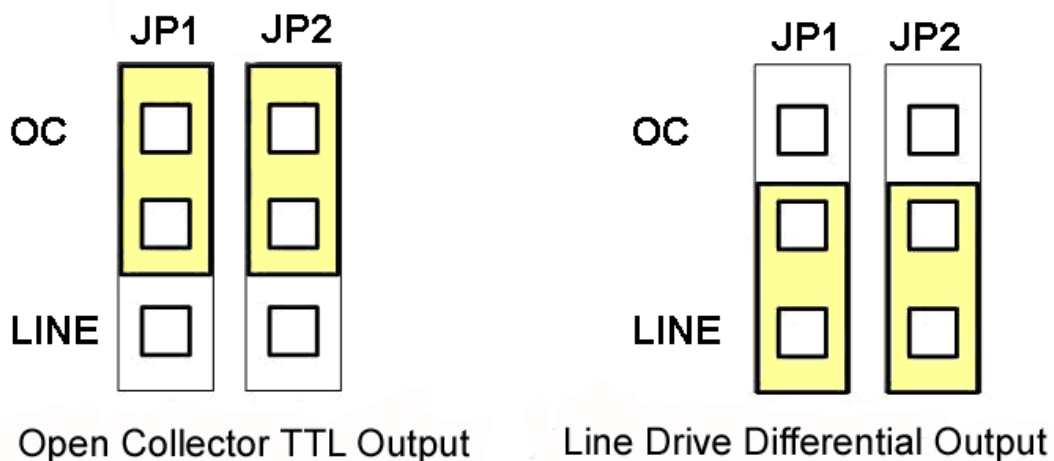 JP1 JP2
OC
LINE
Open Collector TTL Output
JP1 JP2
OC
LINE
Line Drive Differential Output